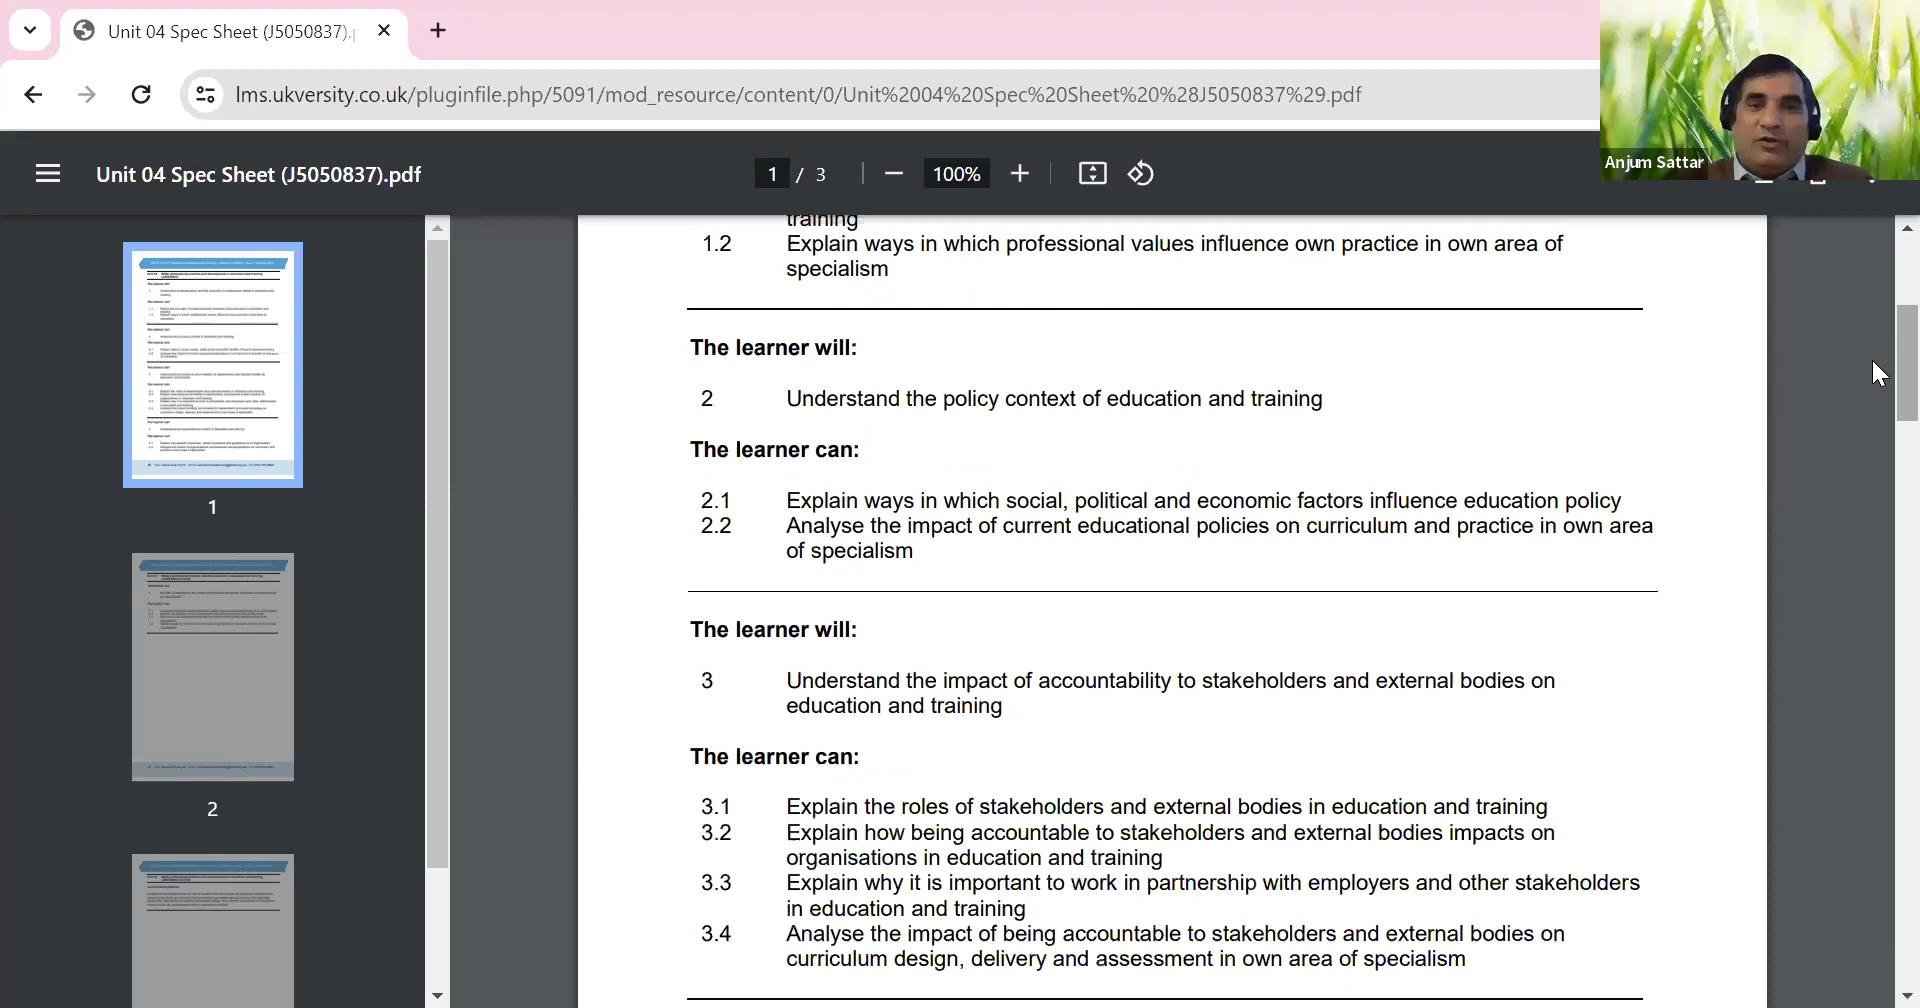 Unit 04 Spec Sheet (J5050837).p
lms.ukversity.co.uk/pluginfile.php/5091/mod_resource/content/0/Unit%2004%20Spec%20Sheet%20%28J5050837%29.pdf
Anjum Sattar
Unit 04 Spec Sheet (J5050837).pdf
1 / 3
100%
training
1.2 Explain ways in which professional values influence own practice in own area of
specialism
The learner will:
2 Understand the policy context of education and training
The learner can:
2.1 Explain ways in which social, political and economic factors influence education policy
2.2 Analyse the impact of current educational policies on curriculum and practice in own area
of specialism
The learner will:
3 Understand the impact of accountability to stakeholders and external bodies on
education and training
The learner can:
3.1 Explain the roles of stakeholders and external bodies in education and training
3.2 Explain how being accountable to stakeholders and external bodies impacts on
organisations in education and training
3.3 Explain why it is important to work in partnership with employers and other stakeholders
in education and training
3.4 Analyse the impact of being accountable to stakeholders and external bodies on
curriculum design, delivery and assessment in own area of specialism
1
2